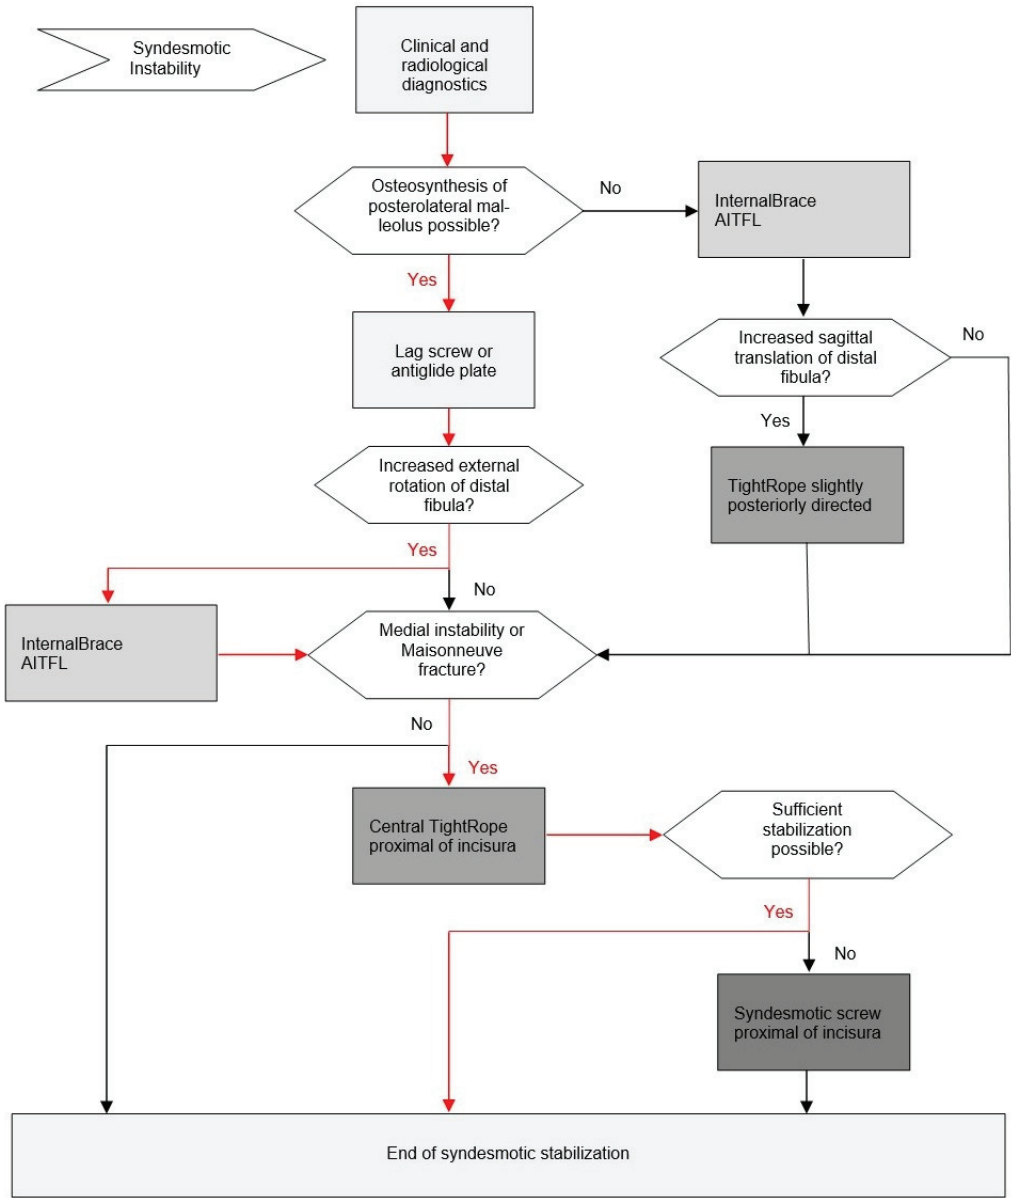 Syndesmotic
Instability
Clinical and
radiological
diagnostics
Osteosynthesis of
posterolateral mal-
leolus possible?
No
InternalBrace
AITFL
Yes
Lag screw or
antiglide plate
Increased sagittal
translation of distal
fibula?
No
Yes
Increased external
rotation of distal
fibula?
TightRope slightly
posteriorly directed
Yes
No
InternalBrace
AITFL
Medial instability or
Maisonneuve
fracture?
No
Yes
Central TightRope
proximal of incisura
Sufficient
stabilization
possible?
Yes
No
Syndesmotic screw
proximal of incisura
End of syndesmotic stabilization